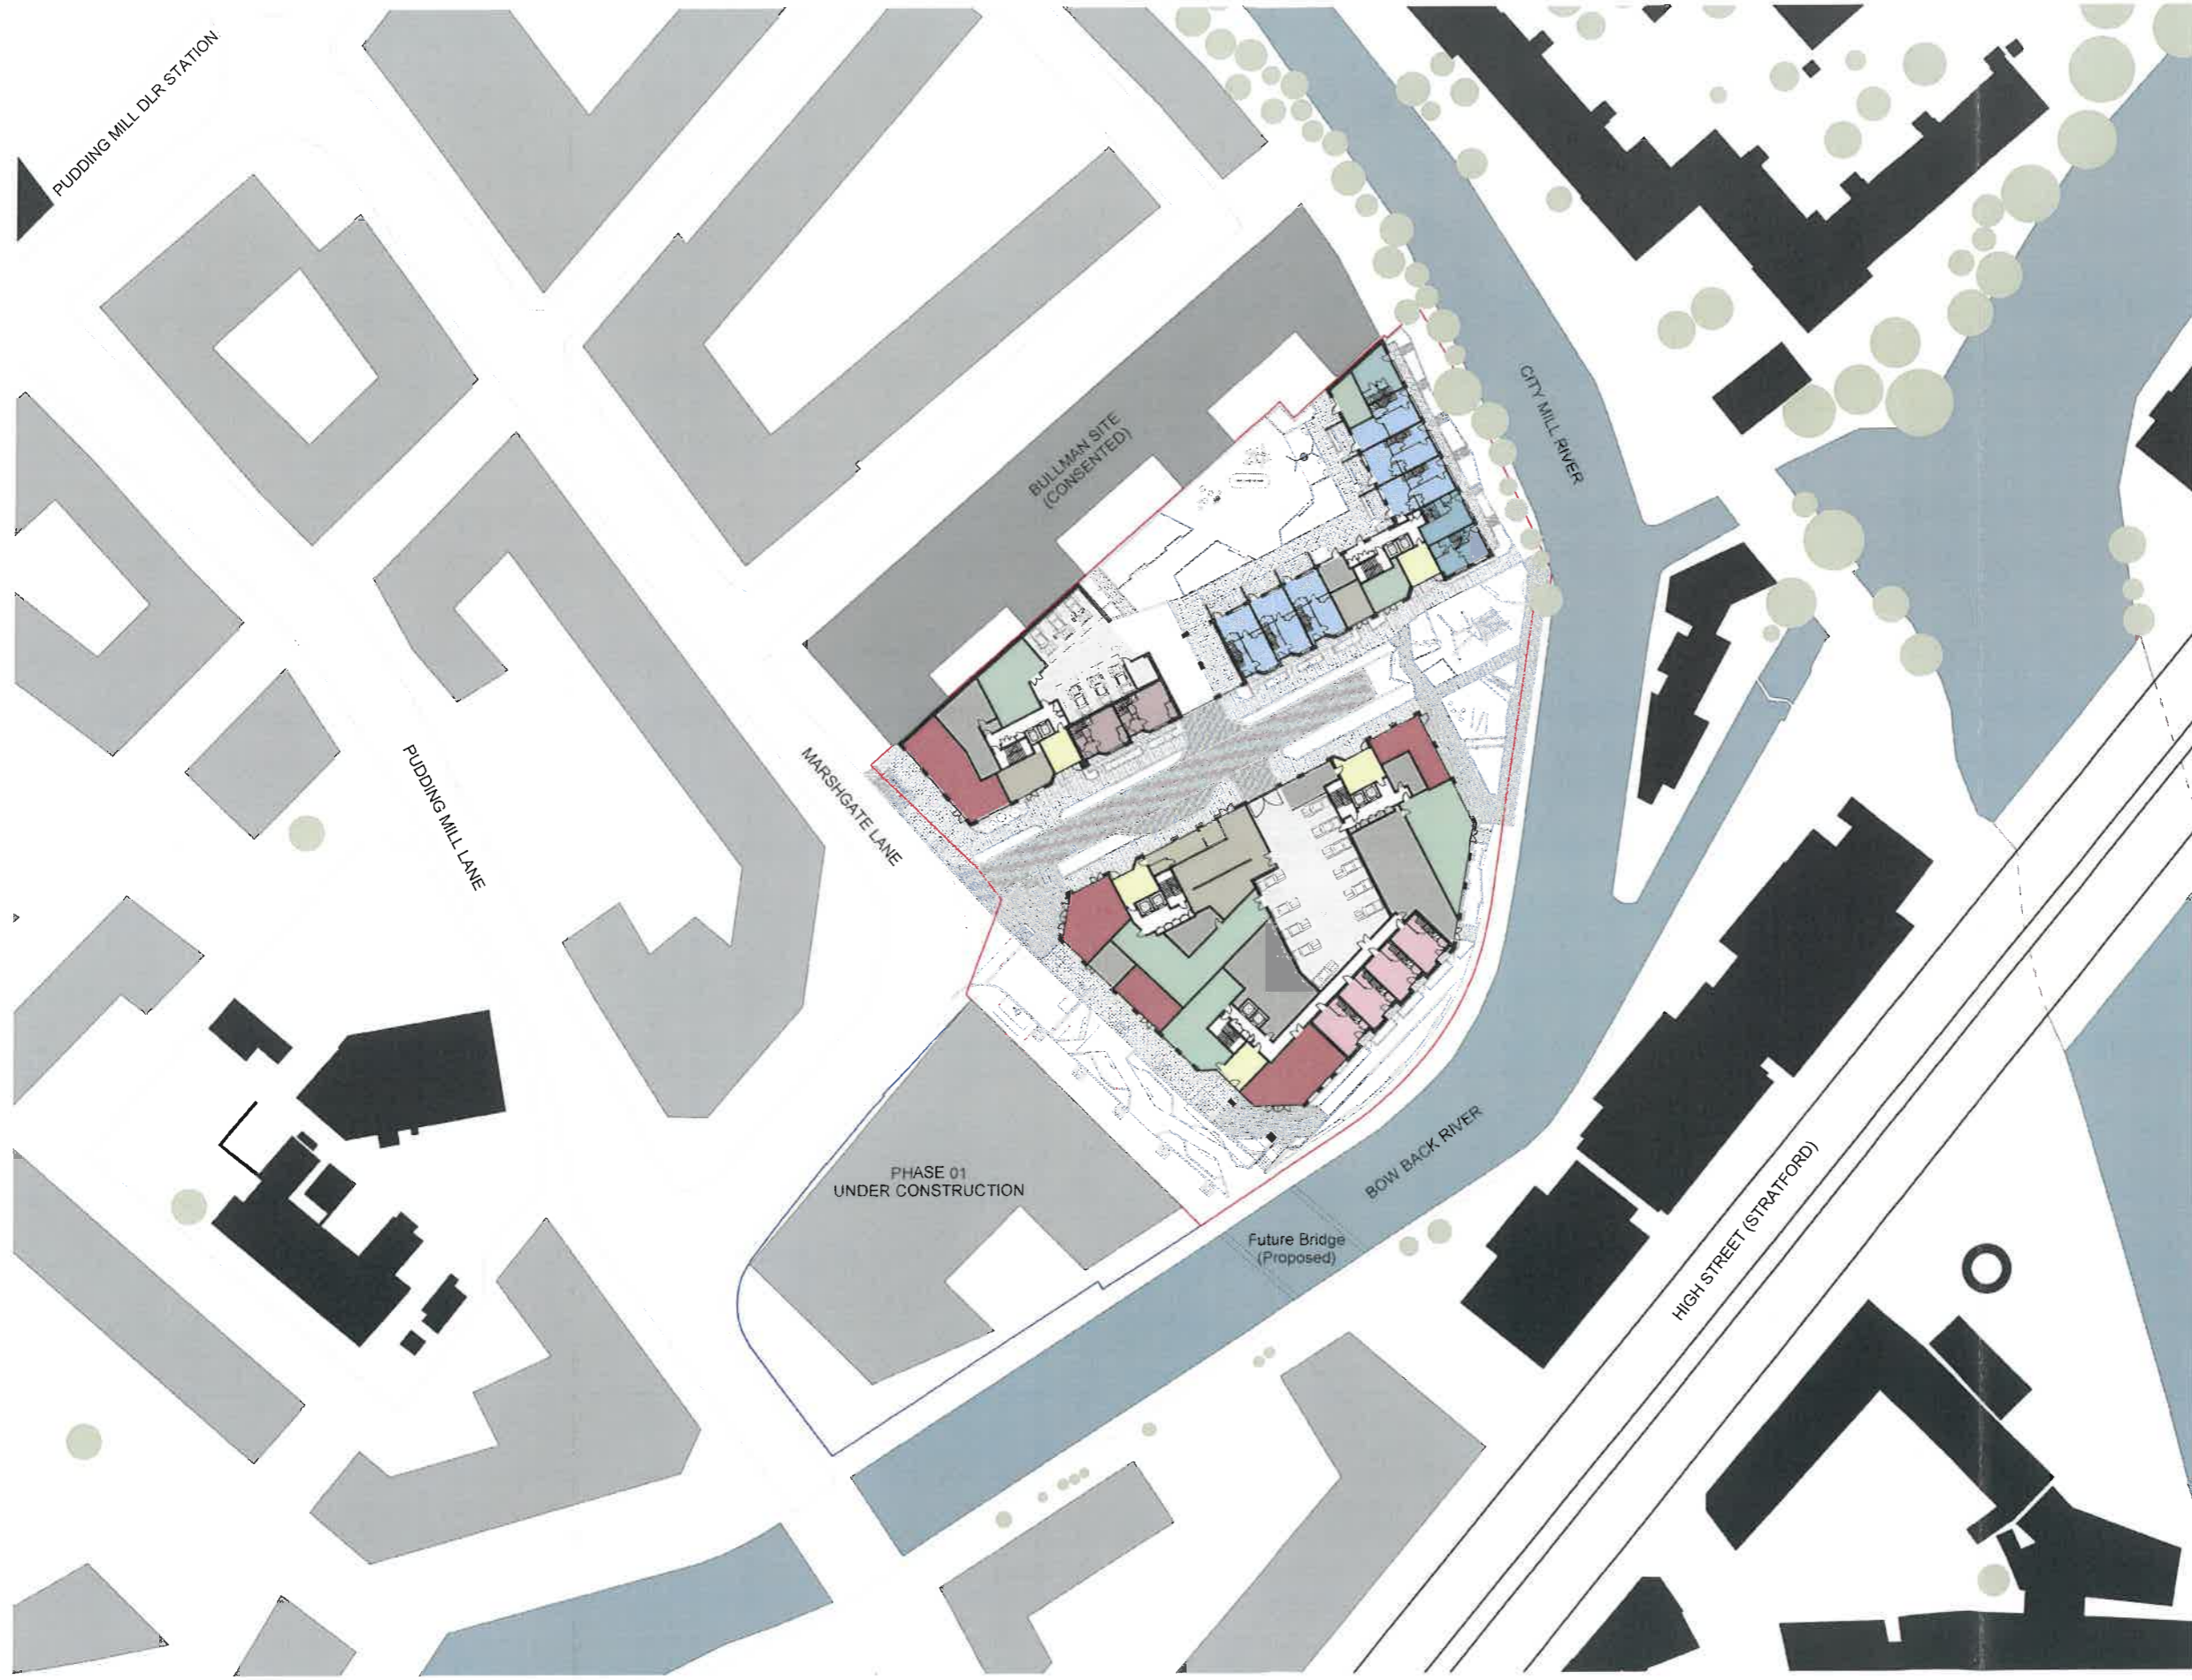 PUDDING MILL DLR STATION
CITY MILL RIVER
BULLMAN SITE
(CONSENTED)
PUDDING MILL LANE
MARSHGATE LANE
PHASE 01
UNDER CONSTRUCTION
BOW BACK RIVER
Future Bridge
(Proposed)
HIGH STREET (STRATFORD)